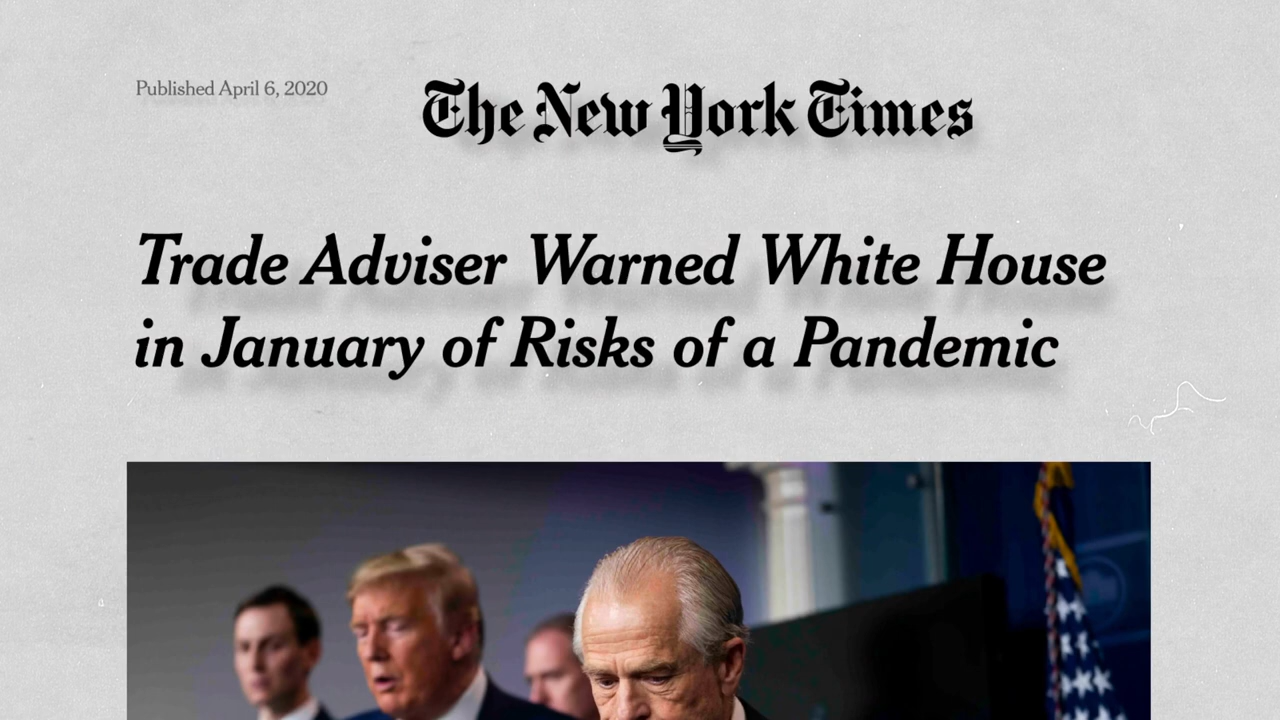 Published April 6, 2020
The New York Times
Trade Adviser Warned White House
in January of Risks of a Pandemic